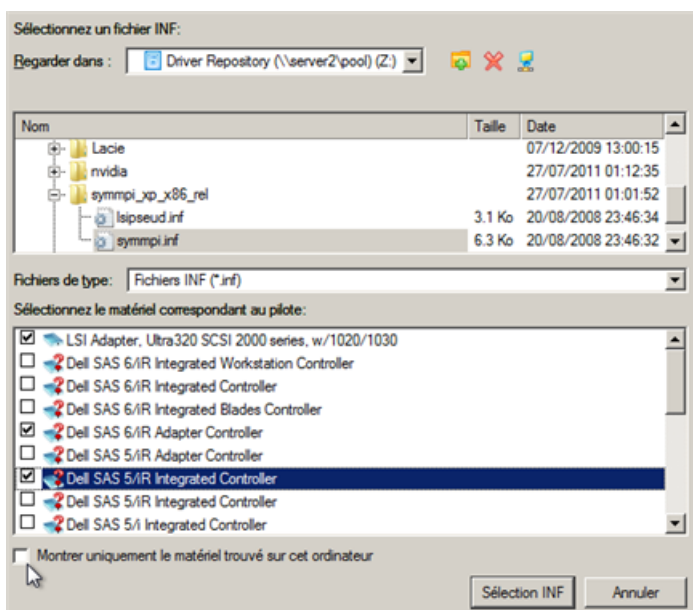 Sélectionnez un fichier INF:
Regarder dans : Driver Repository (\\server2\pool) (Z:)
Nom Taille Date
Lacie 07/12/2009 13:00:15
nvidia 27/07/2011 01:12:35
symmpi_xp_x86_rel 27/07/2011 01:01:52
lsipseud.inf 3.1 Ko 20/08/2008 23:46:34
symmpi.inf 6.3 Ko 20/08/2008 23:46:32
Fichiers de type: Fichiers INF (*.inf)
Sélectionnez le matériel correspondant au pilote:
LSI Adapter, Ultra320 SCSI 2000 series, w/1020/1030
Dell SAS 6/iR Integrated Workstation Controller
Dell SAS 6/iR Integrated Controller
Dell SAS 6/iR Integrated Blades Controller
Dell SAS 6/iR Adapter Controller
Dell SAS 5/iR Adapter Controller
Dell SAS 5/iR Integrated Controller
Dell SAS 5/iR Integrated Controller
Dell SAS 5/i Integrated Controller
Montrer uniquement le matériel trouvé sur cet ordinateur
Sélection INF Annuler